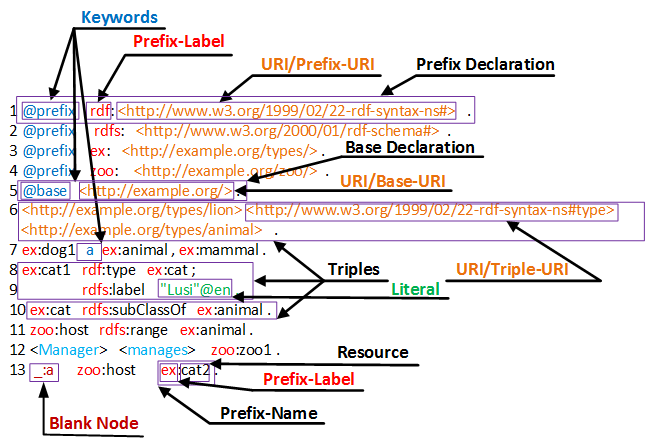 Keywords
Prefix-Label
URI/Prefix-URI
Prefix Declaration
1 @prefix rdf: <http://www.w3.org/1999/02/22-rdf-syntax-ns#> .
2 @prefix rdfs: <http://www.w3.org/2000/01/rdf-schema#> .
3 @prefix ex: <http://example.org/types/> .
Base Declaration
4 @prefix zoo: <http://example.org/zoo/> .
5 @base <http://example.org/> .
URI/Base-URI
6 <http://example.org/types/lion> <http://www.w3.org/1999/02/22-rdf-syntax-ns#type>
<http://example.org/types/animal> .
7 ex:dog1 a ex:animal, ex:mammal.
8 ex:cat1 rdf:type ex:cat ;
Triples
URI/Triple-URI
9 rdfs:label "Lusi"@en
Literal
10 ex:cat rdfs:subClassOf ex:animal .
11 zoo:host rdfs:range ex:animal.
12 <Manager> <manages> zoo:zoo1 .
Resource
13 _:a zoo:host ex:cat2 .
Prefix-Label
Prefix-Name
Blank Node